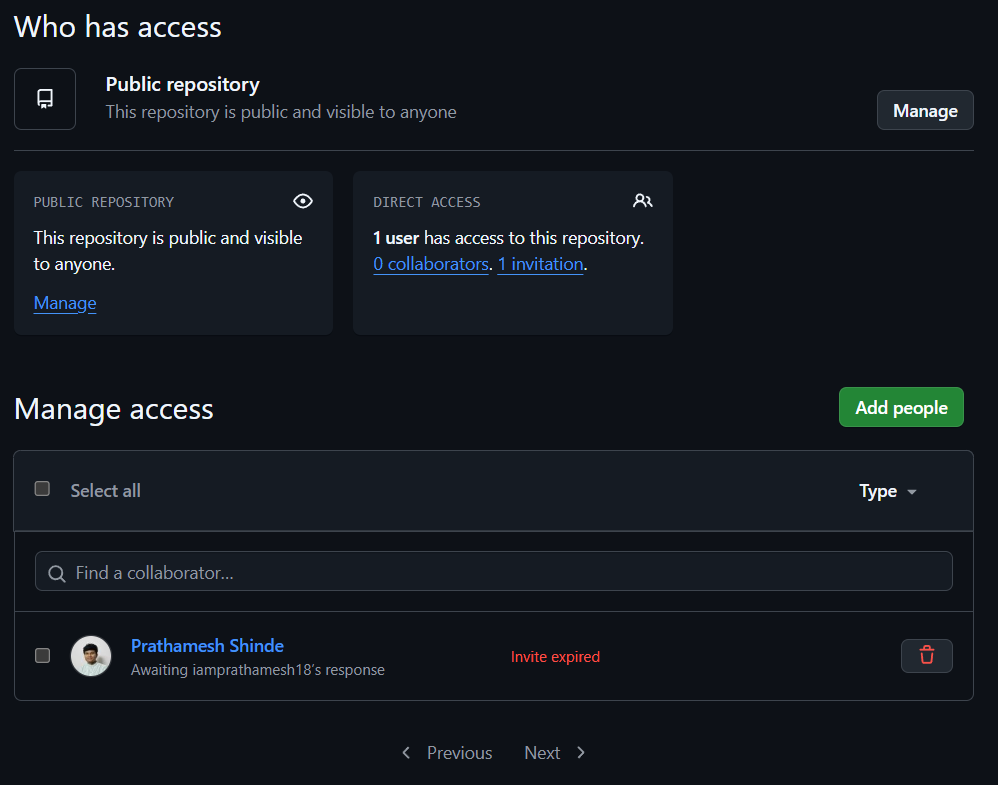 Who has access
Public repository
This repository is public and visible to anyone
Manage
PUBLIC REPOSITORY
This repository is public and visible
to anyone.
Manage
DIRECT ACCESS
1 user has access to this repository.
0 collaborators. 1 invitation.
Manage access
Add people
Select all
Type
Find a collaborator...
Prathamesh Shinde
Awaiting iamprathamesh18's response
Invite expired
Previous
Next